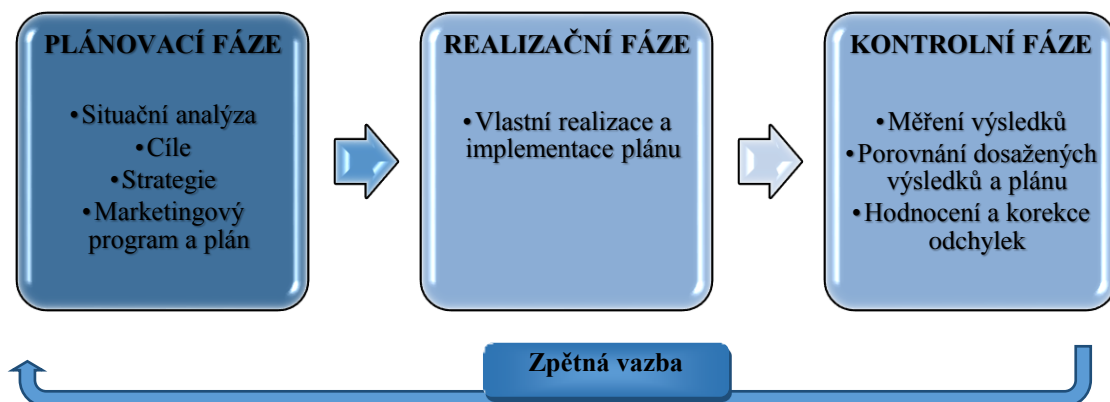 PLÁNOVACÍ FÁZE
•Situační analýza
•Cíle
•Strategie
•Marketingový
program a plán
REALIZAČNÍ FÁZE
•Vlastní realizace a
implementace plánu
KONTROLNÍ FÁZE
•Měření výsledků
•Porovnání dosažených
výsledků a plánu
•Hodnocení a korekce
odchylek
Zpětná vazba